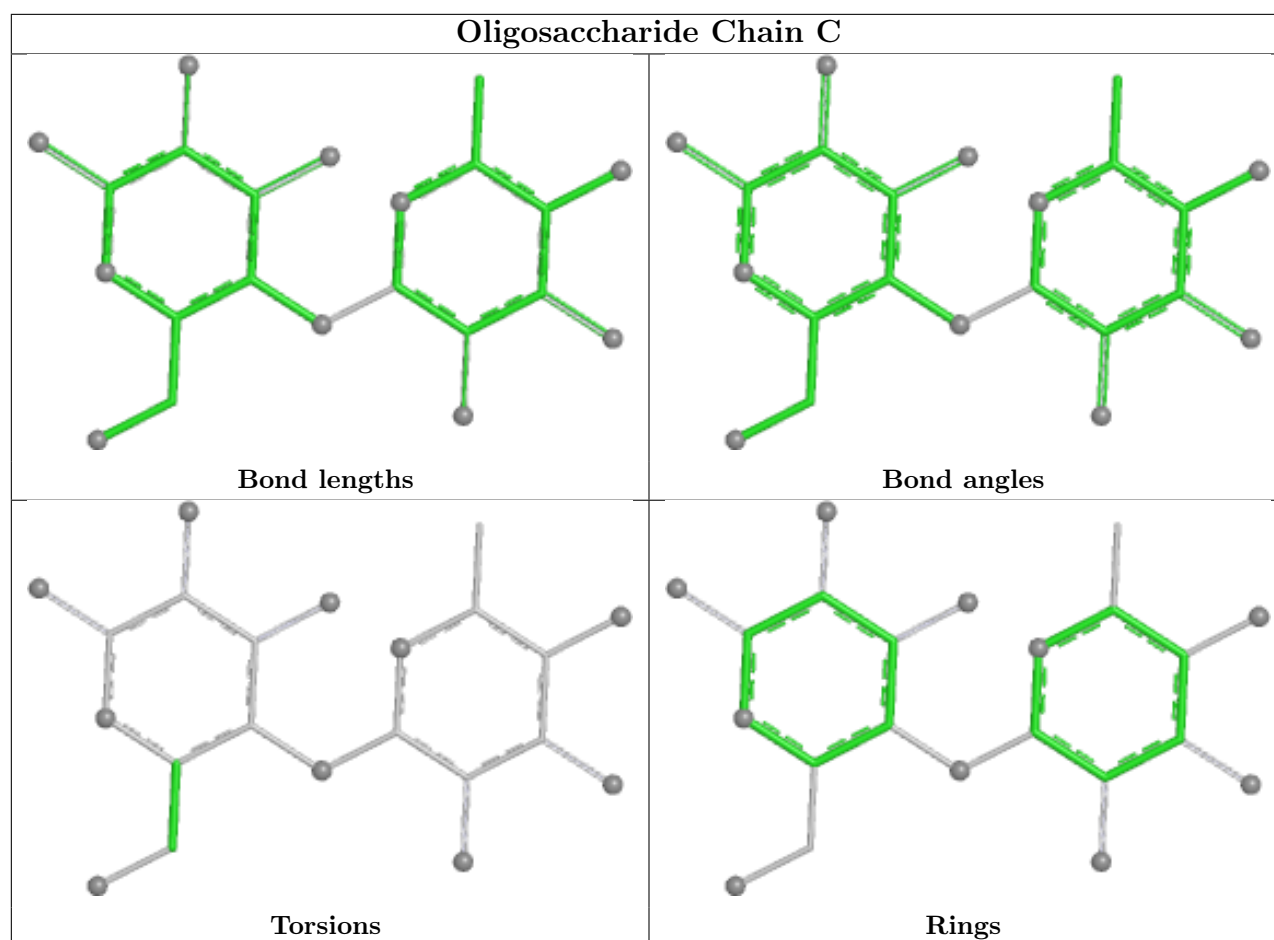 Oligosaccharide Chain C
Bond lengths
Bond angles
Torsions
Rings